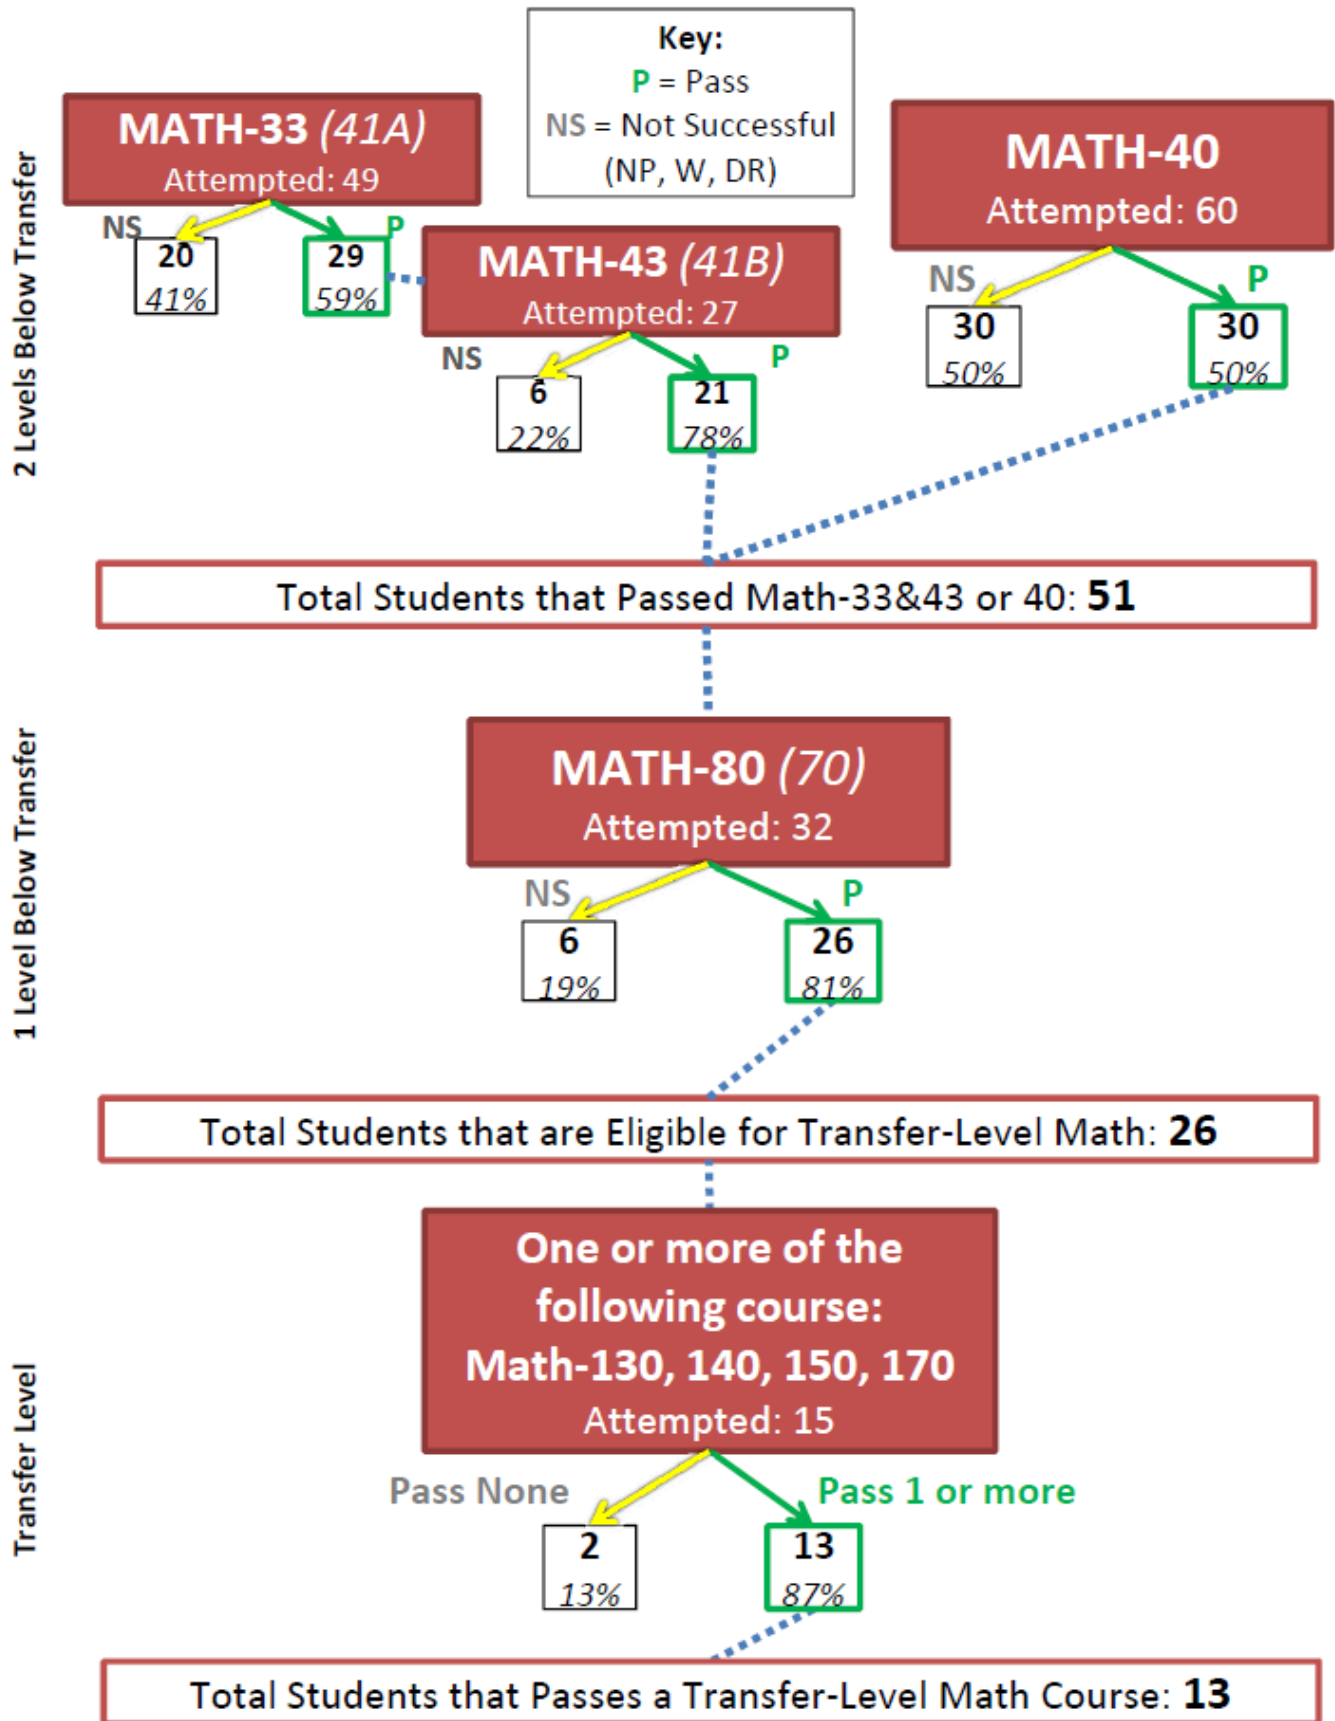 Key:
P = Pass
NS = Not Successful
(NP, W, DR)
2 Levels Below Transfer
MATH-33 (41A)
Attempted: 49
NS
P
20
41%
29
59%
MATH-43 (41B)
Attempted: 27
NS
P
6
22%
21
78%
MATH-40
Attempted: 60
NS
P
30
50%
30
50%
Total Students that Passed Math-33&43 or 40: 51
1 Level Below Transfer
MATH-80 (70)
Attempted: 32
NS
P
6
19%
26
81%
Total Students that are Eligible for Transfer-Level Math: 26
Transfer Level
One or more of the
following course:
Math-130, 140, 150, 170
Attempted: 15
Pass None
Pass 1 or more
2
13%
13
87%
Total Students that Passes a Transfer-Level Math Course: 13